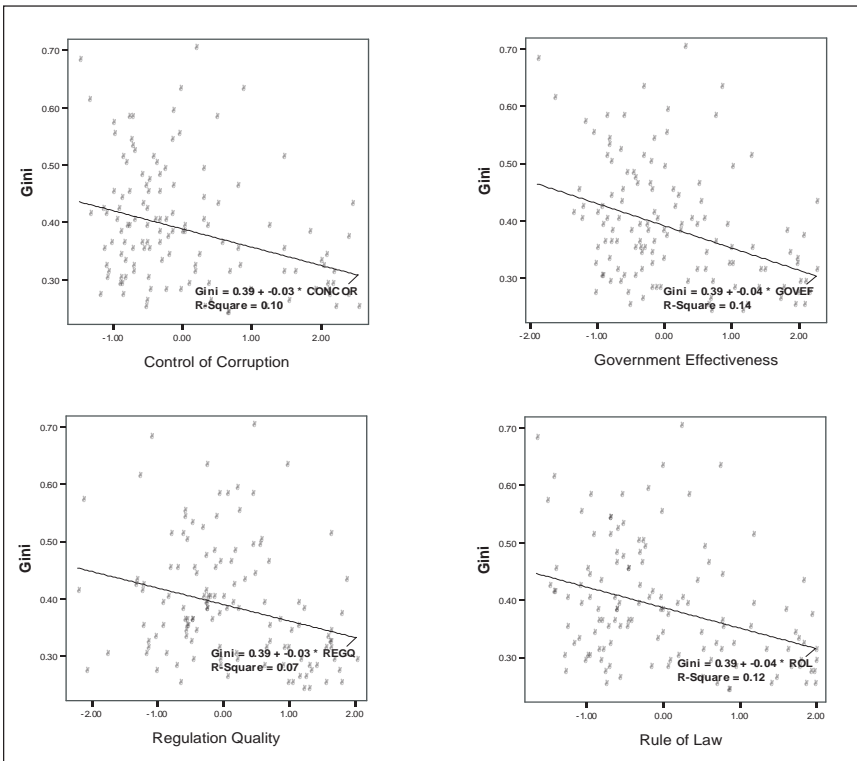 0.70
0.60
0.50
0.40
0.30
Gini
Gini = 0.39 + -0.03 * CONCOR
R-Square = 0.10
-1.00 0.00 1.00 2.00
Control of Corruption
0.70
0.60
0.50
0.40
0.30
Gini
Gini = 0.39 + -0.04 * GOVEF
R-Square = 0.14
-2.00 -1.00 0.00 1.00 2.00
Government Effectiveness
0.70
0.60
0.50
0.40
0.30
Gini
Gini = 0.39 + -0.03 * REGQ
R-Square = 0.07
-2.00 -1.00 0.00 1.00 2.00
Regulation Quality
0.70
0.60
0.50
0.40
0.30
Gini
Gini = 0.39 + -0.04 * ROL
R-Square = 0.12
-1.00 0.00 1.00 2.00
Rule of Law